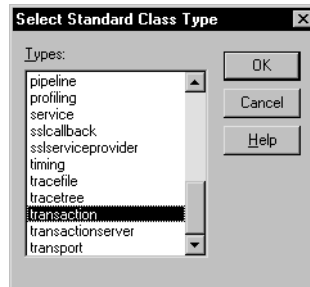 Select Standard Class Type
Types:
pipeline
profiling
service
sslcallback
sslserviceprovider
timing
tracefile
tracetree
transaction
transactionserver
transport
OK
Cancel
Help